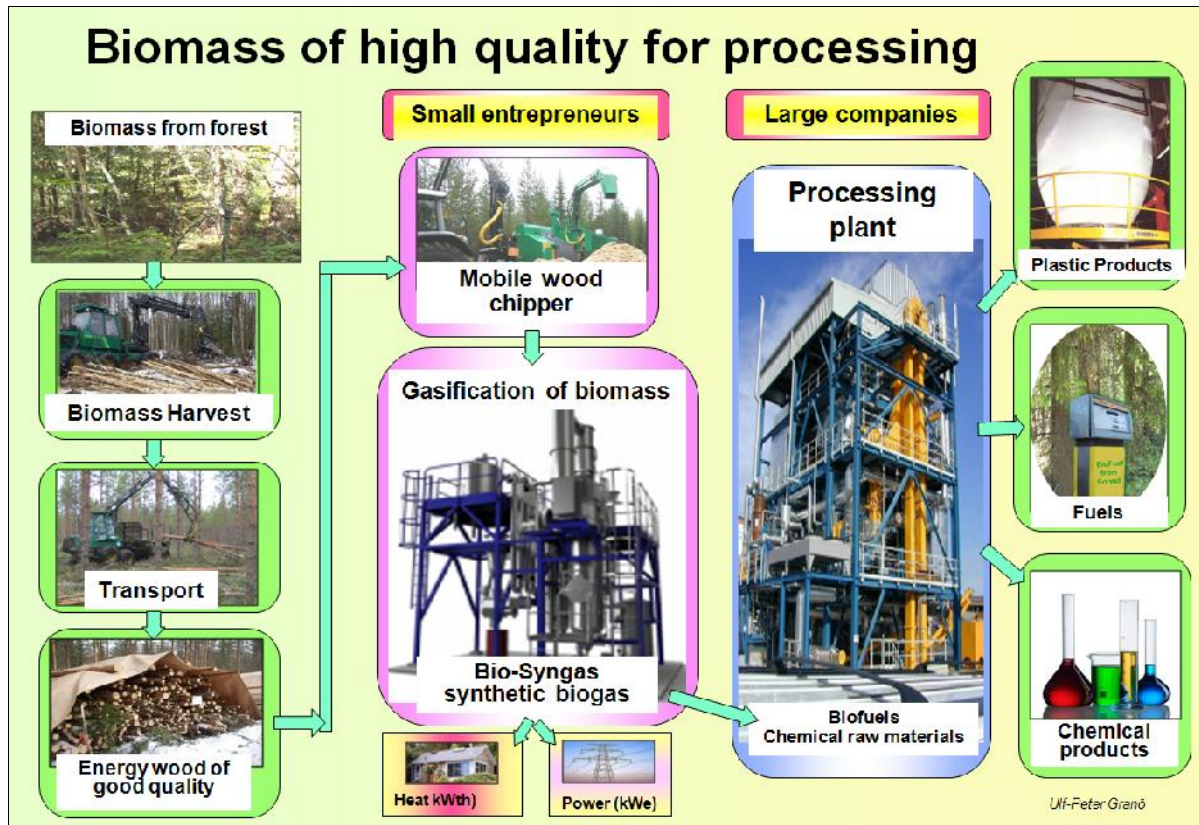 Biomass of high quality for processing
Biomass from forest
Biomass Harvest
Transport
Energy wood of
good quality
Small entrepreneurs
Mobile wood
chipper
Gasification of biomass
Bio-Syngas
synthetic biogas
Heat kWth)
Power (kWe)
Large companies
Processing
plant
Biofuels
Chemical raw materials
Plastic Products
Fuels
Chemical
products
Ulf-Peter Granö